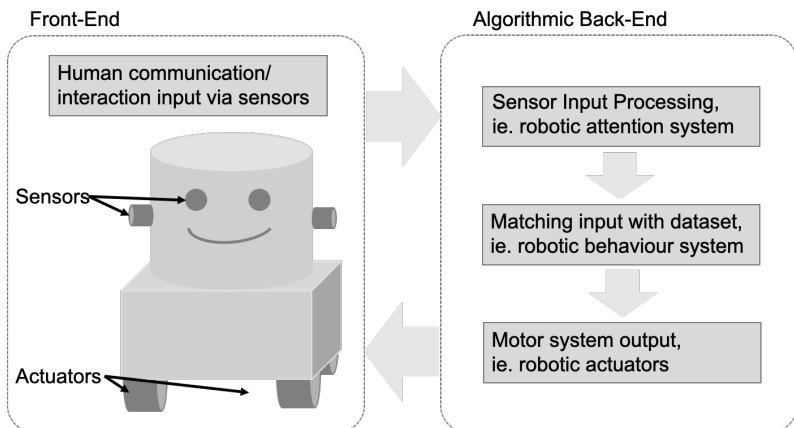 Front-End
Human communication/
interaction input via sensors
Sensors
Actuators
Algorithmic Back-End
Sensor Input Processing,
ie. robotic attention system
Matching input with dataset,
ie. robotic behaviour system
Motor system output,
ie. robotic actuators